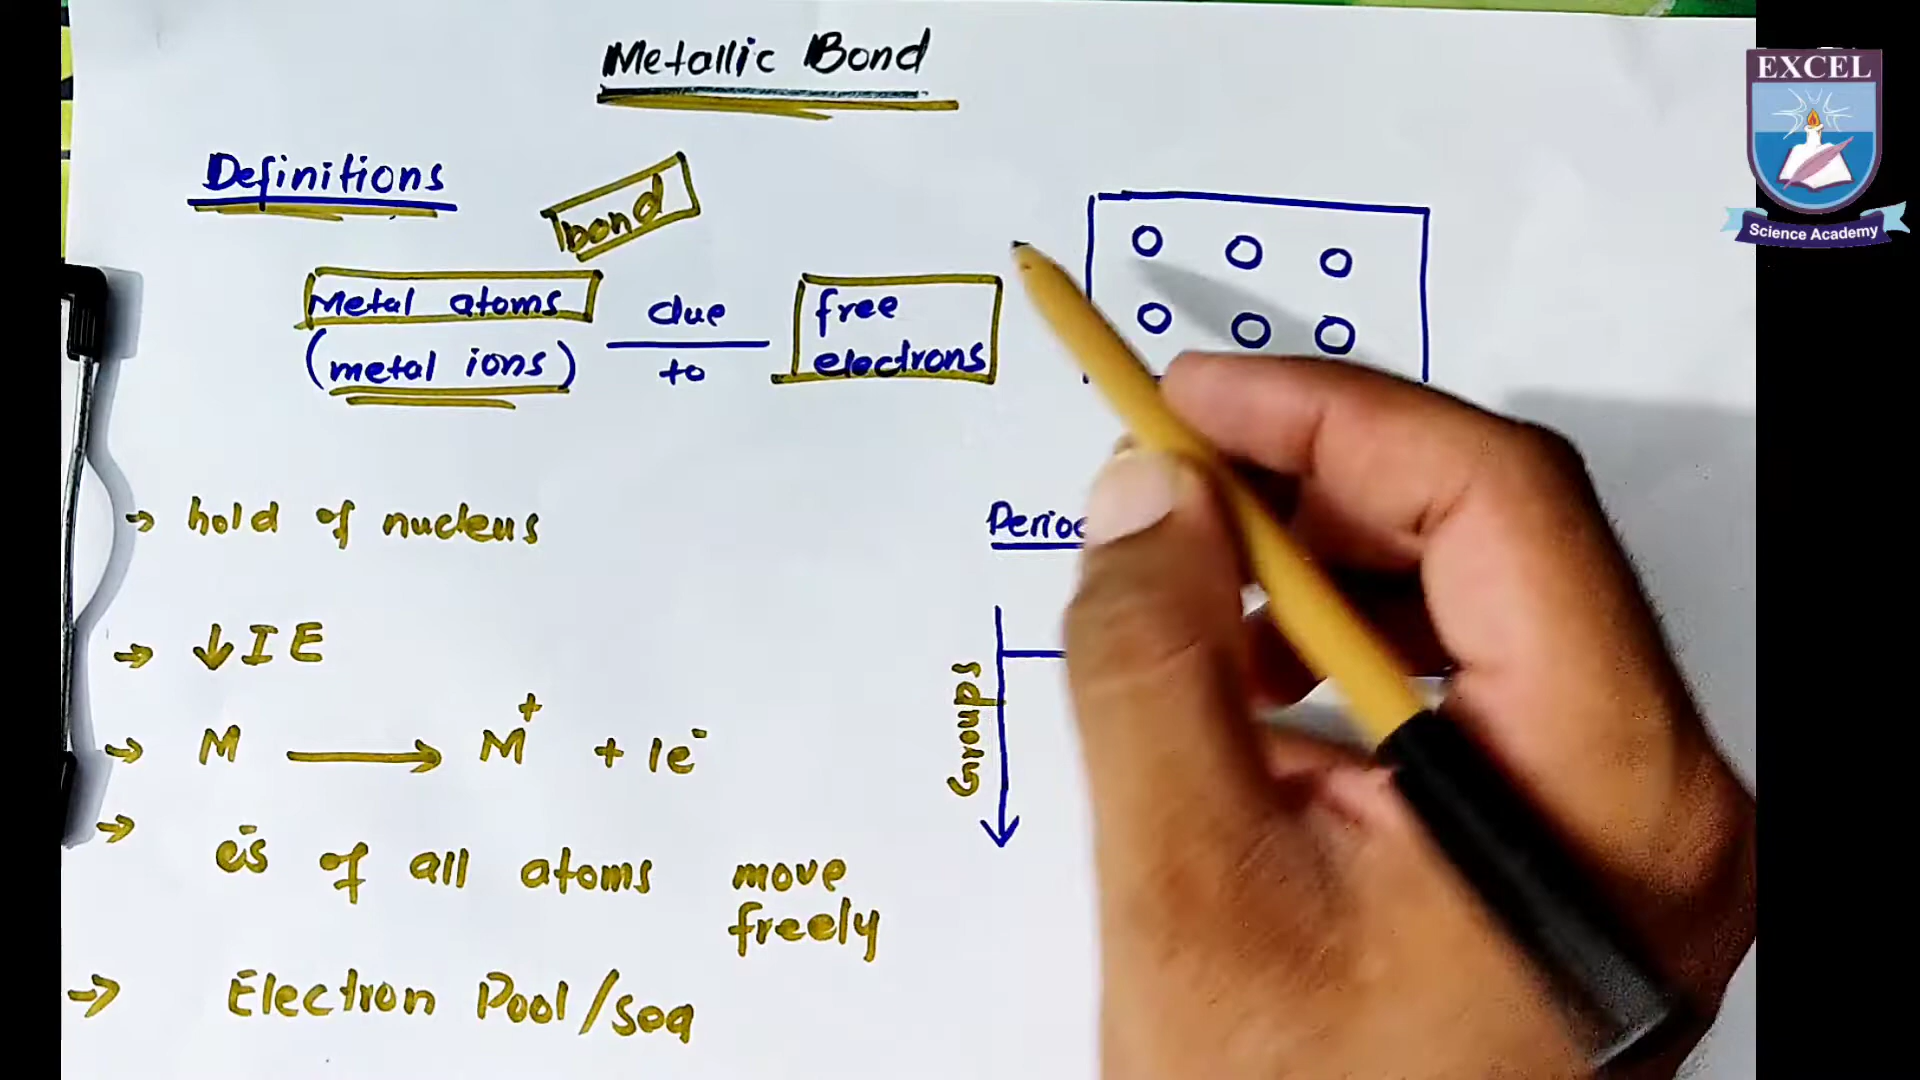 Metallic Bond
Definitions
bond
Metal atoms due free
(metal ions) to electrons
→ hold of nucleus
→ ↓IE
→ M ⟶ M⁺ + 1e⁻
→ e⁻s of all atoms move
freely
→ Electron Pool/sea
Groups
EXCEL
Science Academy